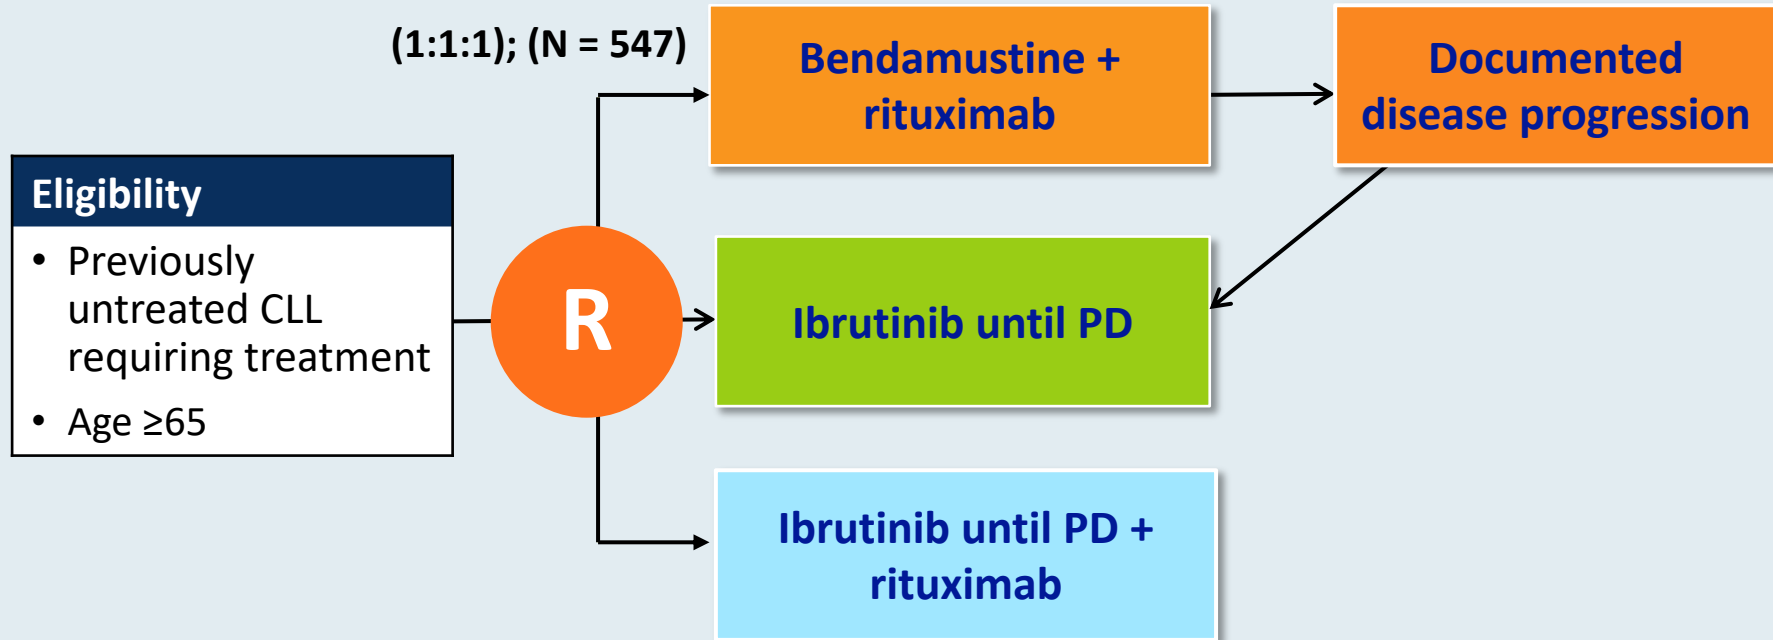 (1:1:1); (N = 547)
Bendamustine +
rituximab
Documented
disease progression
Eligibility
• Previously
untreated CLL
requiring treatment
• Age ≥65
R
Ibrutinib until PD
Ibrutinib until PD +
rituximab